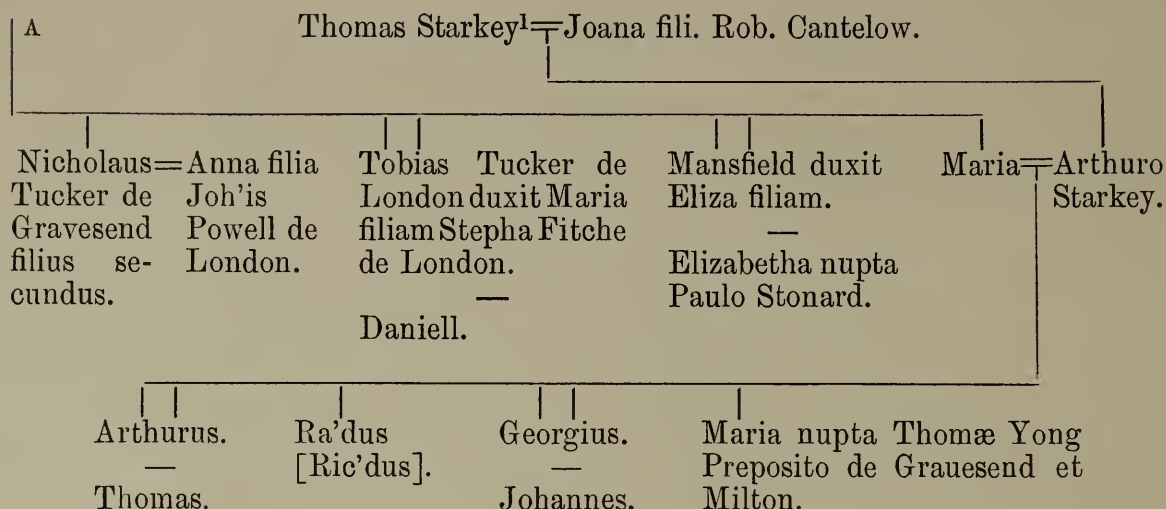 A
Thomas Starkey¹=Joana fili. Rob. Cantelow.
Nicholaus=Anna filia
Tucker de Joh'is
Gravesend Powell de
filius se- London.
cundus.
Tobias Tucker de
London duxit Maria
filiam Stepha Fitche
de London.
—
Daniell.
Mansfield duxit
Eliza filiam.
—
Elizabetha nupta
Paulo Stonard.
Maria=Arthuro
Starkey.
Arthurus.
—
Thomas.
Ra'dus
[Ric'dus].
Georgius.
—
Johannes.
Maria nupta Thomæ Yong
Preposito de Grauesend et
Milton.